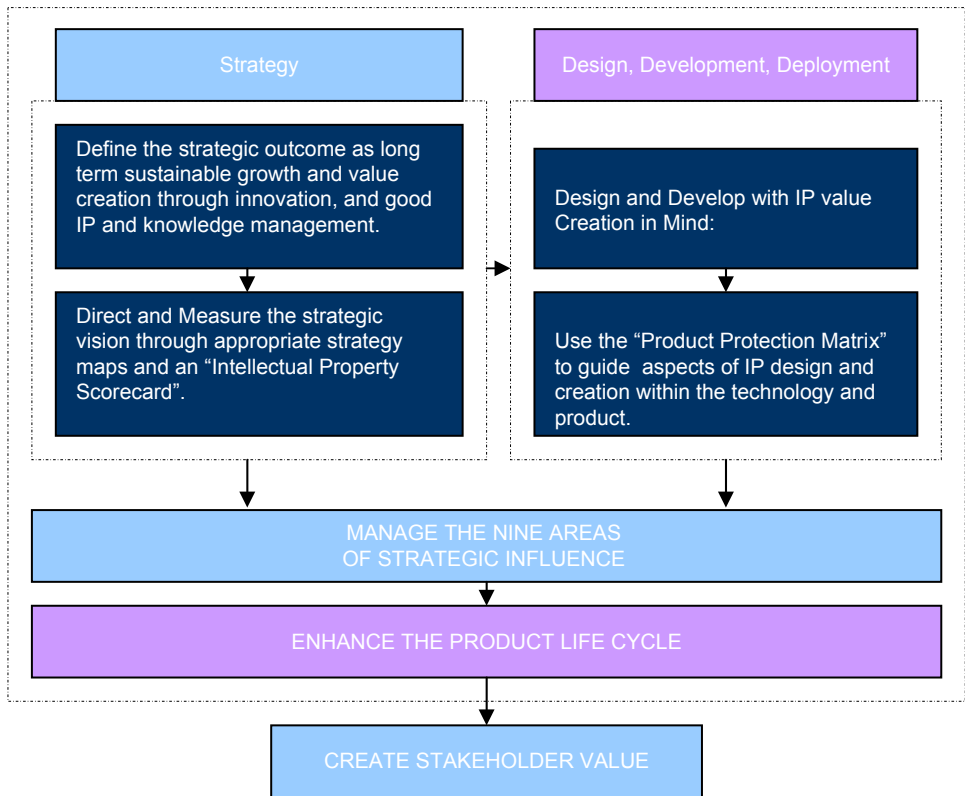 Strategy
Define the strategic outcome as long
term sustainable growth and value
creation through innovation, and good
IP and knowledge management.
Direct and Measure the strategic
vision through appropriate strategy
maps and an “Intellectual Property
Scorecard”.
Design, Development, Deployment
Design and Develop with IP value
Creation in Mind:
Use the “Product Protection Matrix”
to guide aspects of IP design and
creation within the technology and
product.
MANAGE THE NINE AREAS
OF STRATEGIC INFLUENCE
ENHANCE THE PRODUCT LIFE CYCLE
CREATE STAKEHOLDER VALUE